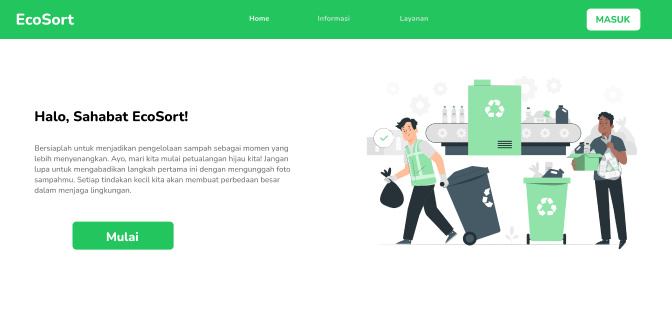 EcoSort
Home
Informasi
Layanan
MASUK
Halo, Sahabat EcoSort!
Bersiaplah untuk menjadikan pengelolaan sampah sebagai momen yang
lebih menyenangkan. Ayo, mari kita mulai petualangan hijau kita! Jangan
lupa untuk mengabadikan langkah pertama ini dengan mengunggah foto
sampahmu. Setiap tindakan kecil kita akan membuat perbedaan besar
dalam menjaga lingkungan.
Mulai